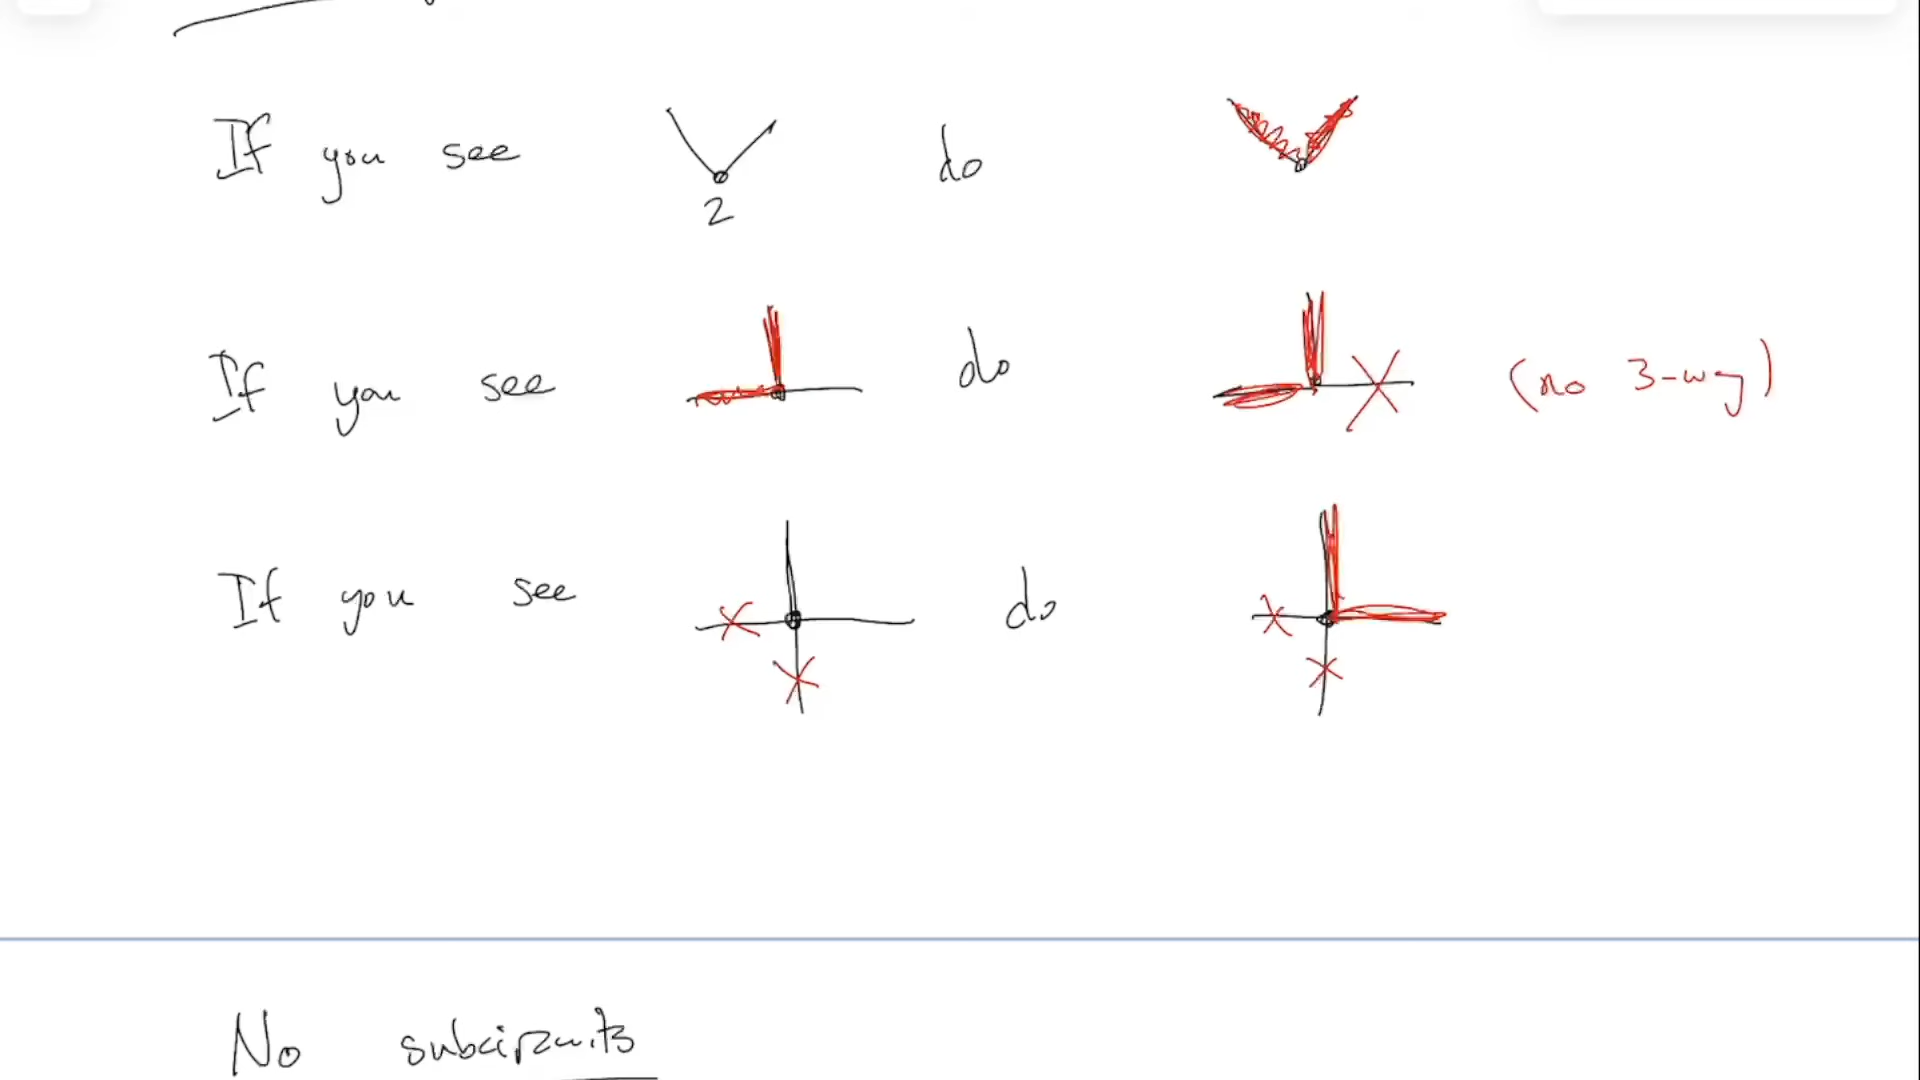 If you see do
2
If you see do (no 3-way)
If you see do
No subcircuits